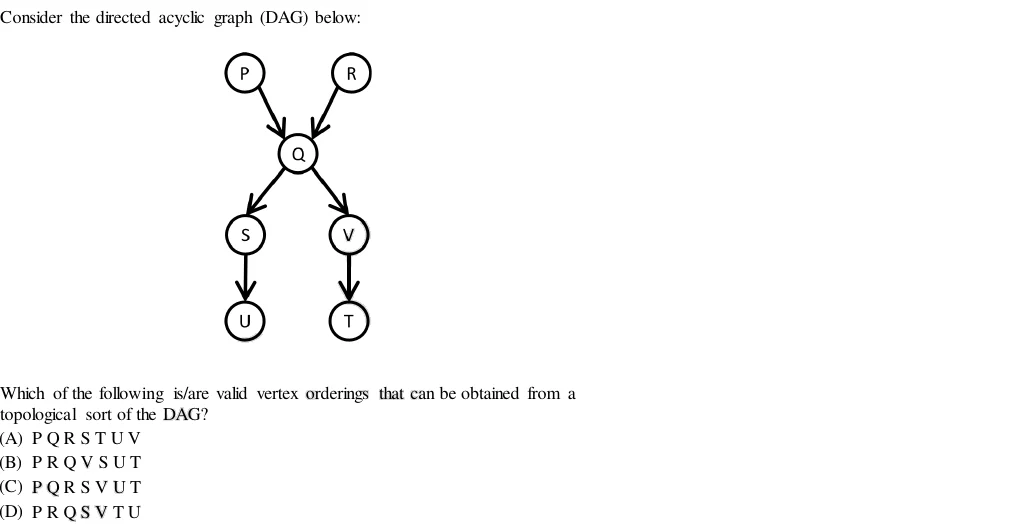 Consider the directed acyclic graph (DAG) below:
P R
Q
S V
U T
Which of the following is/are valid vertex orderings that can be obtained from a
topological sort of the DAG?
(A) P Q R S T U V
(B) P R Q V S U T
(C) P Q R S V U T
(D) P R Q S V T U